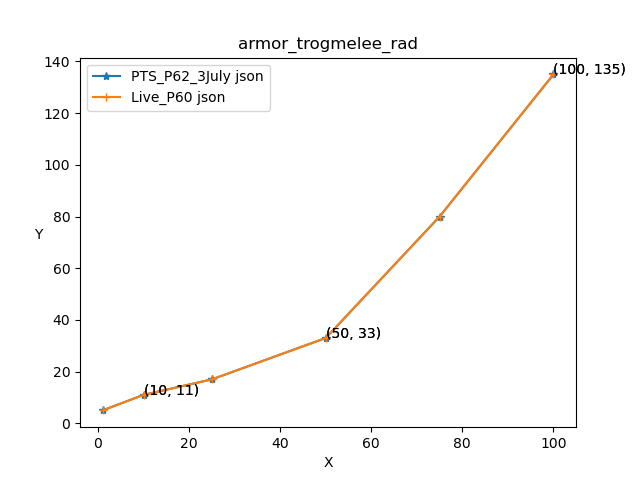 armor_trogmelee_rad
PTS_P62_3July json
Live_P60 json
(100, 135)
(50, 33)
(10, 11)
Y
140
120
100
80
60
40
20
0
0 20 40 60 80 100
X